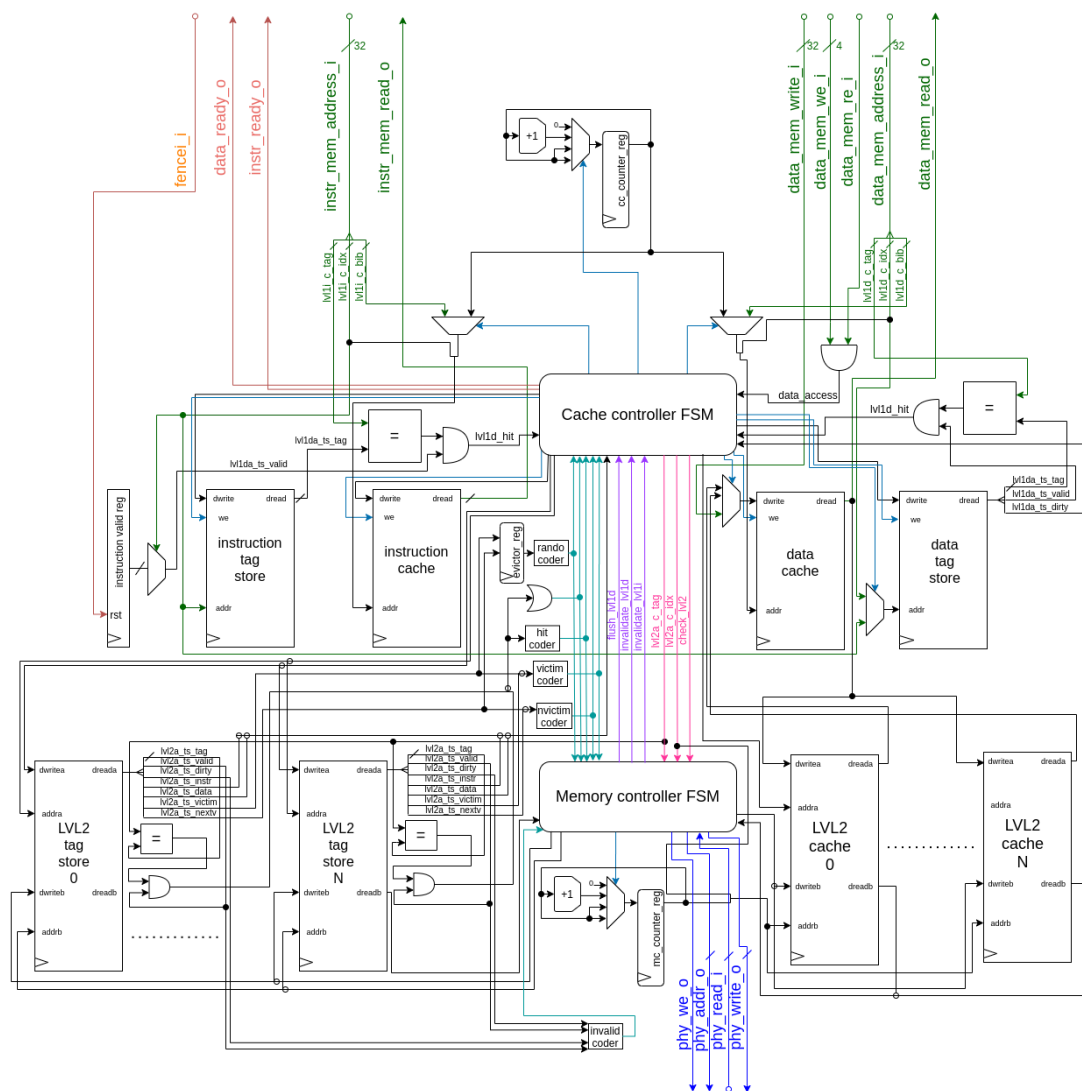 32
32
4
32
fencei_i
data_ready_o
instr_ready_o
instr_mem_address_i
instr_mem_read_o
data_mem_write_i
data_mem_we_i
data_mem_re_i
data_mem_address_i
data_mem_read_o
+1
0
cc_counter_reg
lvl1i_c_tag
lvl1i_c_idx
lvl1i_c_bib
lvl1d_c_tag
lvl1d_c_idx
lvl1d_c_bib
Cache controller FSM
data_access
lvl1d_hit
=
=
lvl1d_hit
lvl1da_ts_tag
lvl1da_ts_valid
lvl1da_ts_tag
lvl1da_ts_valid
lvl1da_ts_dirty
instruction valid reg
rst
dwrite
dread
we
instruction
tag
store
addr
dwrite
dread
we
instruction
cache
addr
dwrite
dread
we
data
cache
addr
dwrite
dread
we
data
tag
store
addr
evictor_reg
rando
coder
hit
coder
victim
coder
nvictim
coder
flush_lvl1d
invalidate_lvl1d
invalidate_lvl1i
lvl2a_c_tag
lvl2a_c_idx
check_lvl2
dwritea
dreada
addra
LVL2
tag
store
0
dwriteb
dreadb
addrb
lvl2a_ts_tag
lvl2a_ts_valid
lvl2a_ts_dirty
lvl2a_ts_instr
lvl2a_ts_data
lvl2a_ts_victim
lvl2a_ts_nextv
=
dwritea
dreada
addra
LVL2
tag
store
N
dwriteb
dreadb
addrb
lvl2a_ts_tag
lvl2a_ts_valid
lvl2a_ts_dirty
lvl2a_ts_instr
lvl2a_ts_data
lvl2a_ts_victim
lvl2a_ts_nextv
=
Memory controller FSM
+1
0
mc_counter_reg
dwritea
dreada
addra
LVL2
cache
0
dwriteb
dreadb
addrb
dwritea
dreada
addra
LVL2
cache
N
dwriteb
dreadb
addrb
invalid
coder
phy_we_o
phy_addr_o
phy_read_i
phy_write_o